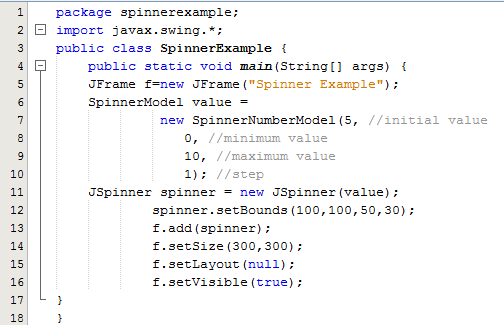 1 package spinnerexample;
2 import javax.swing.*;
3 public class SpinnerExample {
4 public static void main(String[] args) {
5 JFrame f=new JFrame("Spinner Example");
6 SpinnerModel value =
7 new SpinnerNumberModel(5, //initial value
8 0, //minimum value
9 10, //maximum value
10 1); //step
11 JSpinner spinner = new JSpinner(value);
12 spinner.setBounds(100,100,50,30);
13 f.add(spinner);
14 f.setSize(300,300);
15 f.setLayout(null);
16 f.setVisible(true);
17 }
18 }